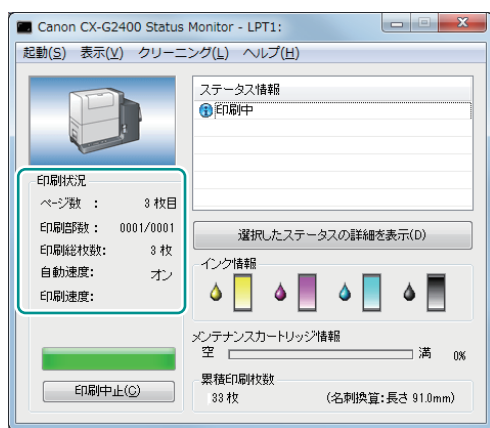 Canon CX-G2400 Status Monitor - LPT1:
起動(S) 表示(V) クリーニング(L) ヘルプ(H)
ステータス情報
印刷中
印刷状況
ページ数 : 3 枚目
印刷部数 : 0001/0001
印刷総枚数: 3 枚
自動速度: オン
印刷速度:
選択したステータスの詳細を表示(D)
インク情報
メンテナンスカートリッジ情報
空 満 0%
印刷中止(C)
累積印刷枚数
33 枚 (名刺換算:長さ 91.0mm)